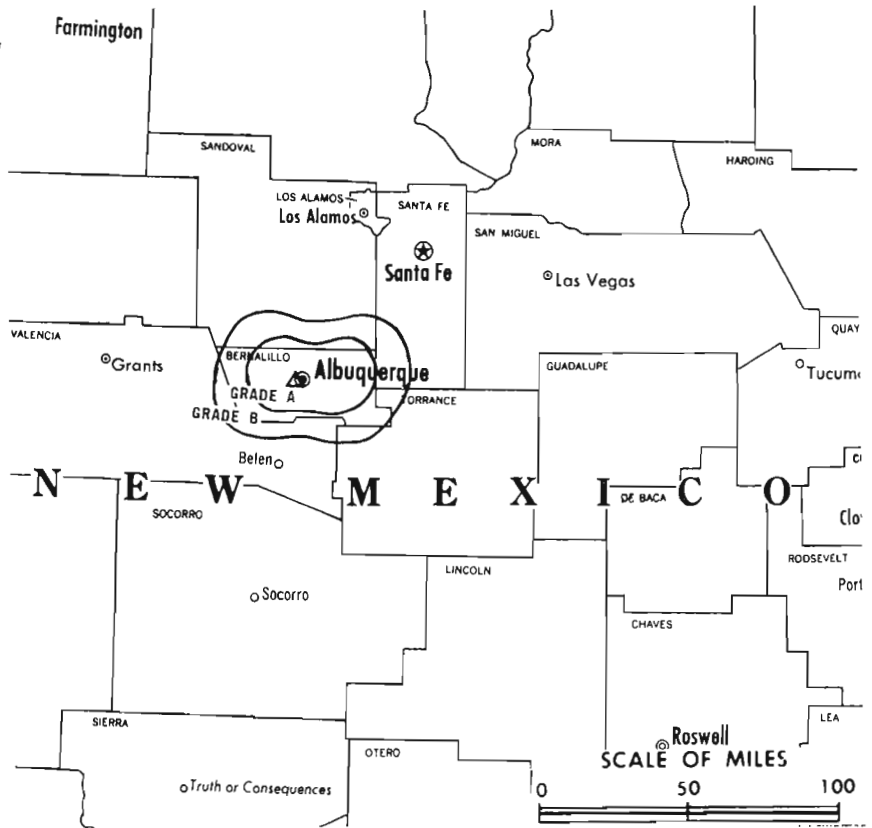 Farmington
SANDOVAL
MORA
HARDING
LOS ALAMOS
Los Alamos
SANTA FE
SAN MIGUEL
Santa Fe
Las Vegas
VALENCIA
QUAY
Grants
BERNALILLO
Albuquerque
GUADALUPE
GRADE A
TORRANCE
GRADE B
Belen
NEW MEXICO
DE BACA
SOCORRO
ROOSEVELT
LINCOLN
Socorro
CHAVES
SIERRA
LEA
OTERO
Roswell
SCALE OF MILES
Truth or Consequences
0 50 100